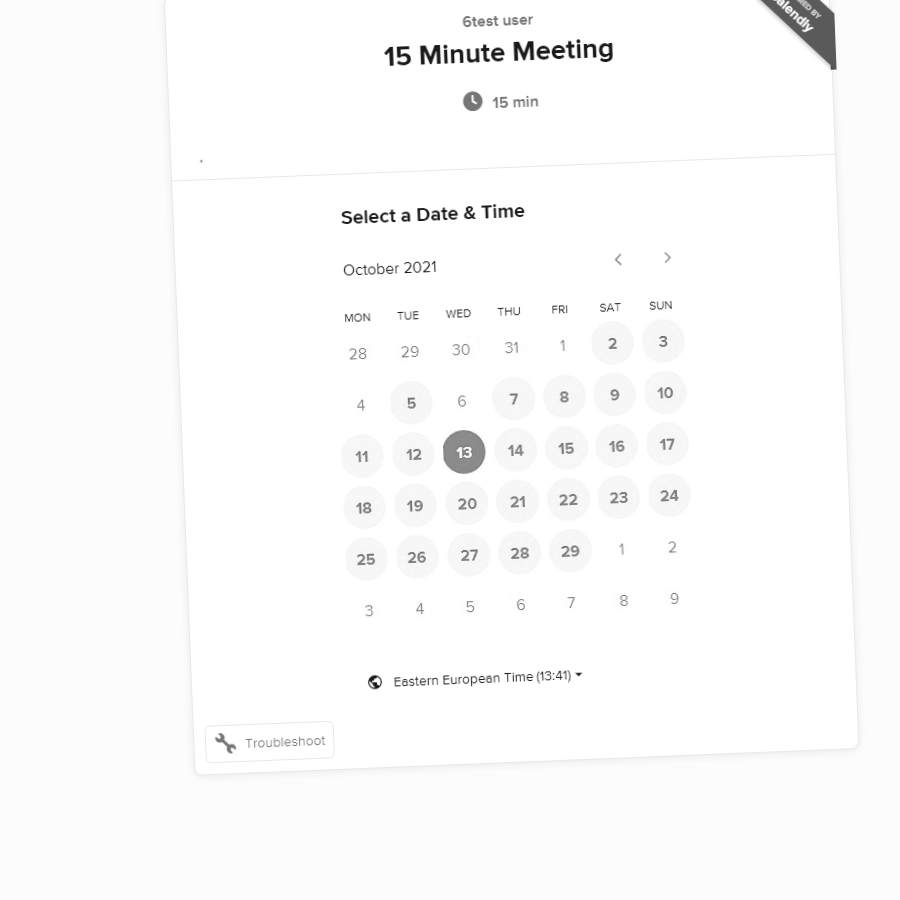 6test user
15 Minute Meeting
15 min
.
Select a Date & Time
October 2021
MON TUE WED THU FRI SAT SUN
28 29 30 31 1 2 3
4 5 6 7 8 9 10
11 12 13 14 15 16 17
18 19 20 21 22 23 24
25 26 27 28 29 1 2
3 4 5 6 7 8 9
Eastern European Time (13:41)
Troubleshoot